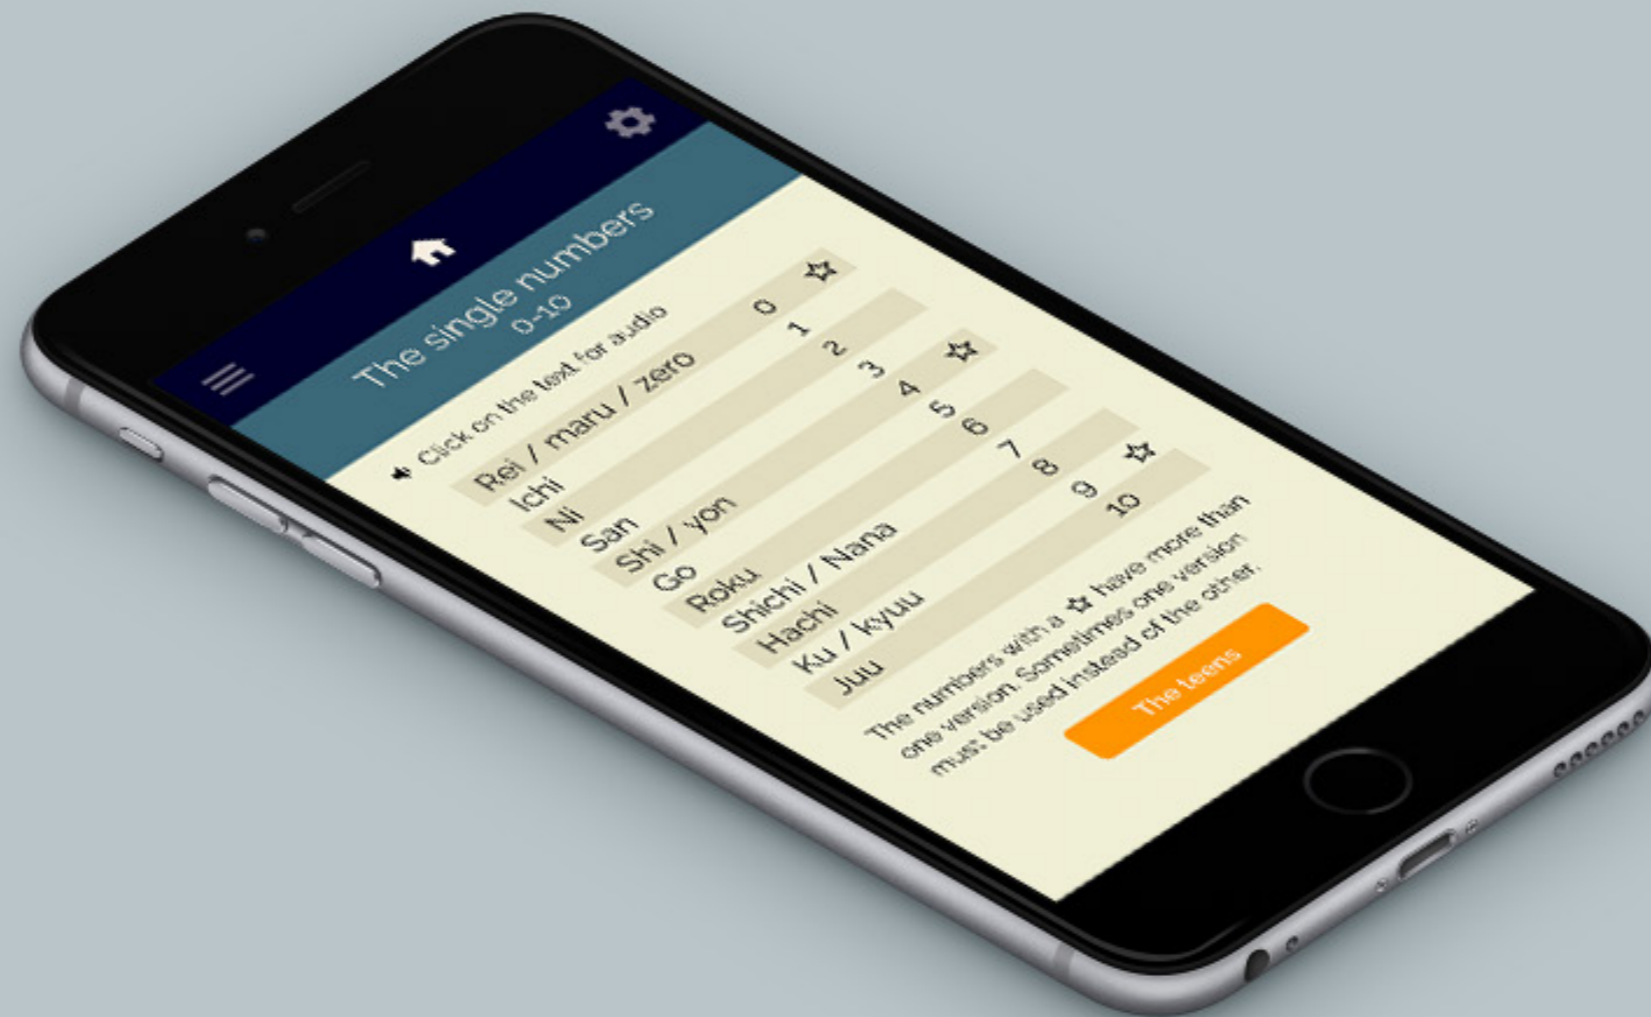 The single numbers
0-10
Click on the text for audio
Rei / maru / zero 0
Ichi 1
Ni 2
San 3
Shi / yon 4
Go 5
Roku 6
Shichi / Nana 7
Hachi 8
Ku / kyuu 9
Juu 10
The numbers with a ☆ have more than
one version. Sometimes one version
must be used instead of the other.
The teens